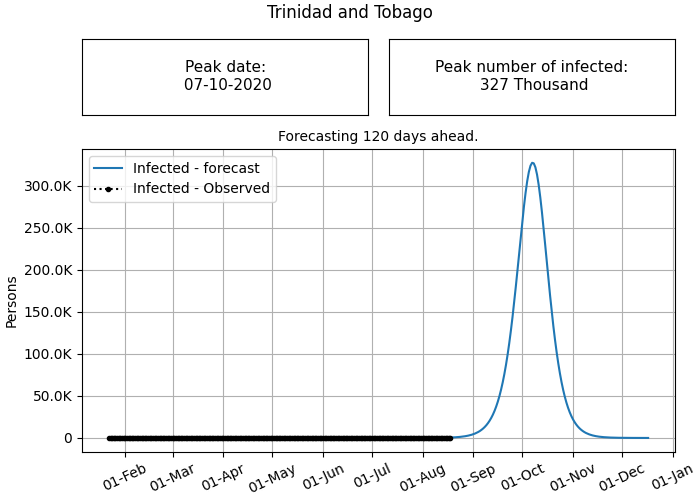 Trinidad and Tobago
Peak date:
07-10-2020
Peak number of infected:
327 Thousand
Forecasting 120 days ahead.
Infected - forecast
Infected - Observed
300.0K
250.0K
200.0K
150.0K
100.0K
50.0K
0
Persons
01-Feb
01-Mar
01-Apr
01-May
01-Jun
01-Jul
01-Aug
01-Sep
01-Oct
01-Nov
01-Dec
01-Jan